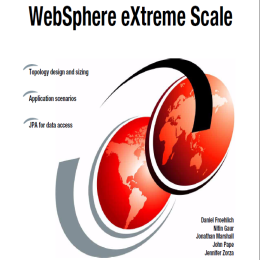 WebSphere eXtreme Scale
Topology design and sizing
Application scenarios
JPA for data access
Daniel Froehlich
Nitin Gaur
Jonathan Marshall
John Pape
Jennifer Zorza